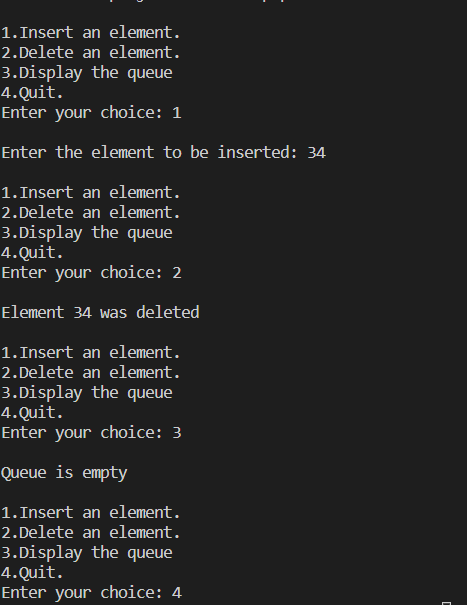 1.Insert an element.
2.Delete an element.
3.Display the queue
4.Quit.
Enter your choice: 1
Enter the element to be inserted: 34
1.Insert an element.
2.Delete an element.
3.Display the queue
4.Quit.
Enter your choice: 2
Element 34 was deleted
1.Insert an element.
2.Delete an element.
3.Display the queue
4.Quit.
Enter your choice: 3
Queue is empty
1.Insert an element.
2.Delete an element.
3.Display the queue
4.Quit.
Enter your choice: 4